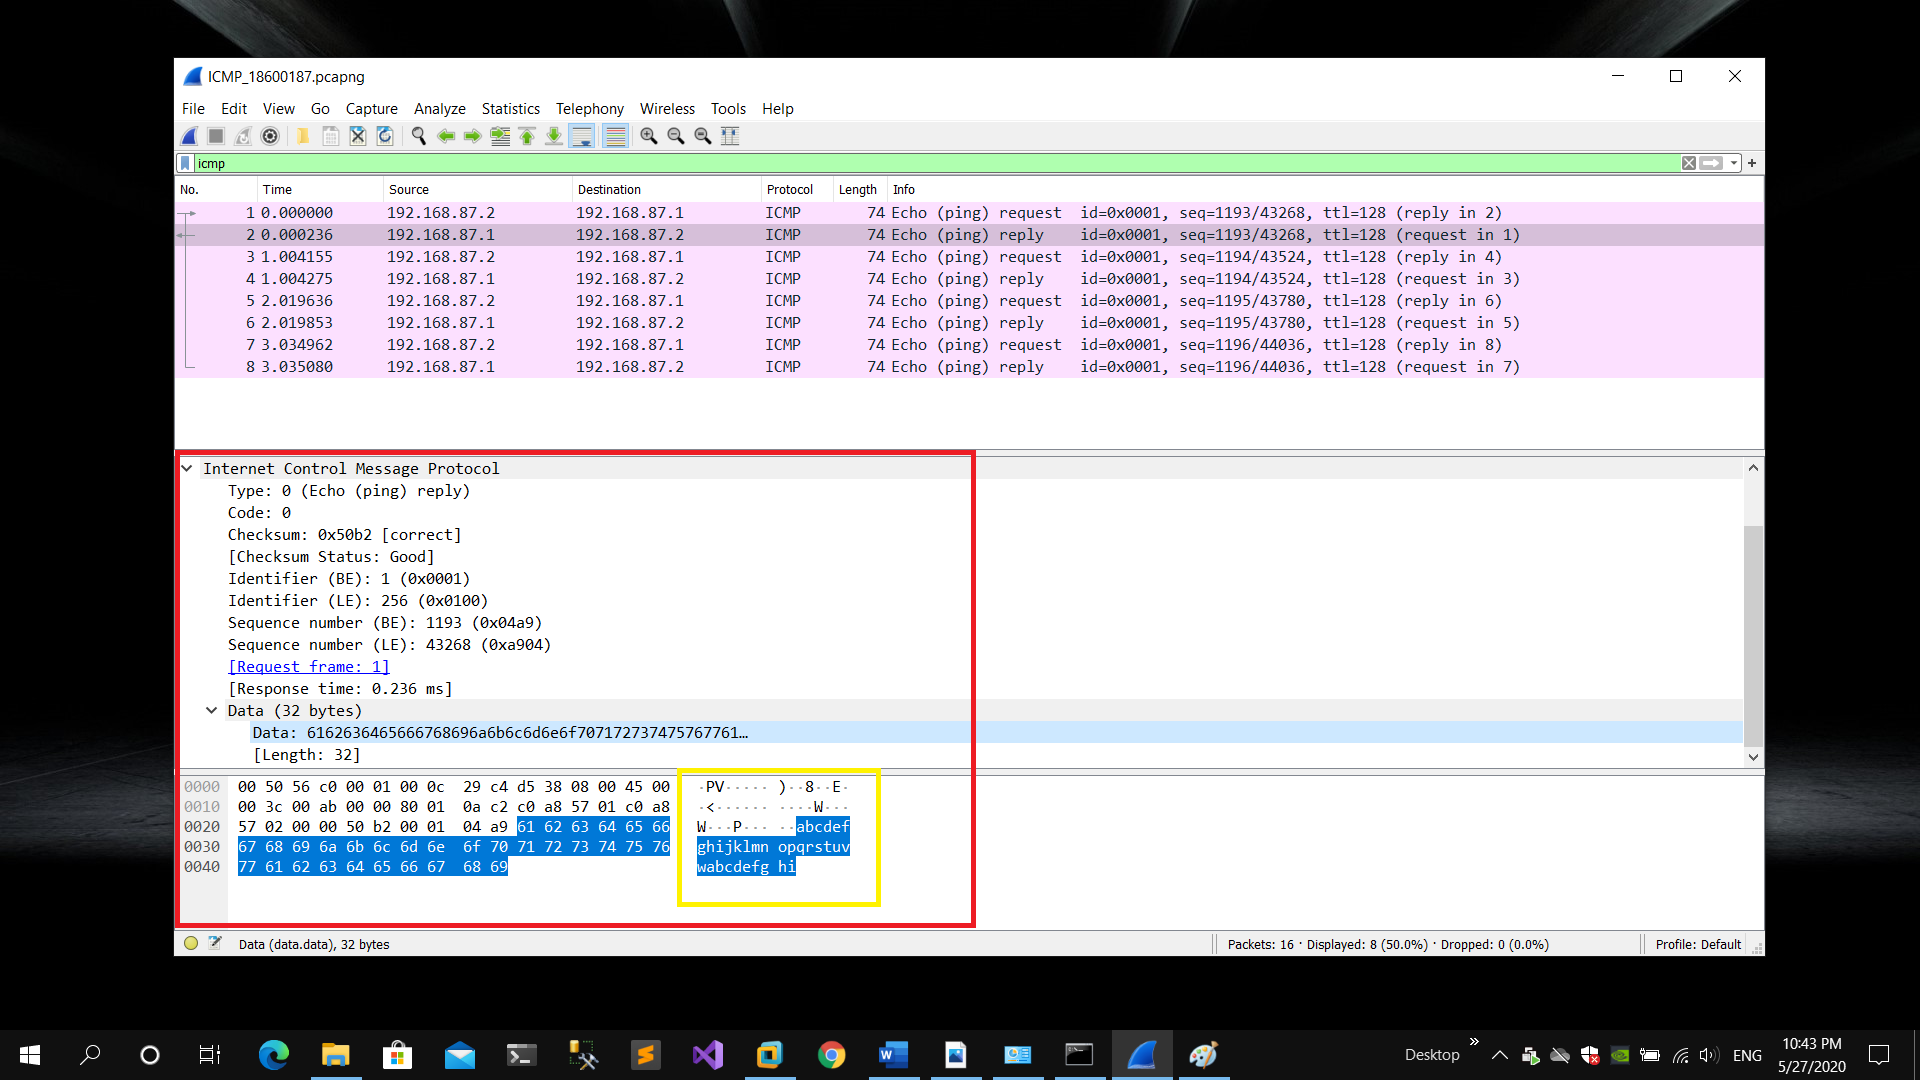 ICMP_18600187.pcapng
File Edit View Go Capture Analyze Statistics Telephony Wireless Tools Help
icmp
No. Time Source Destination Protocol Length Info
1 0.000000 192.168.87.2 192.168.87.1 ICMP 74 Echo (ping) request id=0x0001, seq=1193/43268, ttl=128 (reply in 2)
2 0.000236 192.168.87.1 192.168.87.2 ICMP 74 Echo (ping) reply id=0x0001, seq=1193/43268, ttl=128 (request in 1)
3 1.004155 192.168.87.2 192.168.87.1 ICMP 74 Echo (ping) request id=0x0001, seq=1194/43524, ttl=128 (reply in 4)
4 1.004275 192.168.87.1 192.168.87.2 ICMP 74 Echo (ping) reply id=0x0001, seq=1194/43524, ttl=128 (request in 3)
5 2.019636 192.168.87.2 192.168.87.1 ICMP 74 Echo (ping) request id=0x0001, seq=1195/43780, ttl=128 (reply in 6)
6 2.019853 192.168.87.1 192.168.87.2 ICMP 74 Echo (ping) reply id=0x0001, seq=1195/43780, ttl=128 (request in 5)
7 3.034962 192.168.87.2 192.168.87.1 ICMP 74 Echo (ping) request id=0x0001, seq=1196/44036, ttl=128 (reply in 8)
8 3.035080 192.168.87.1 192.168.87.2 ICMP 74 Echo (ping) reply id=0x0001, seq=1196/44036, ttl=128 (request in 7)
Internet Control Message Protocol
Type: 0 (Echo (ping) reply)
Code: 0
Checksum: 0x50b2 [correct]
[Checksum Status: Good]
Identifier (BE): 1 (0x0001)
Identifier (LE): 256 (0x0100)
Sequence number (BE): 1193 (0x04a9)
Sequence number (LE): 43268 (0xa904)
[Request frame: 1]
[Response time: 0.236 ms]
Data (32 bytes)
Data: 6162636465666768696a6b6c6d6e6f707172737475767761…
[Length: 32]
0000 00 50 56 c0 00 01 00 0c 29 c4 d5 38 08 00 45 00 ·PV····· )··8··E·
0010 00 3c 00 ab 00 00 80 01 0a c2 c0 a8 57 01 c0 a8 ·<······ ····W···
0020 57 02 00 00 50 b2 00 01 04 a9 61 62 63 64 65 66 W···P··· ··abcdef
0030 67 68 69 6a 6b 6c 6d 6e 6f 70 71 72 73 74 75 76 ghijklmn opqrstuv
0040 77 61 62 63 64 65 66 67 68 69 wabcdefg hi
Data (data.data), 32 bytes Packets: 16 · Displayed: 8 (50.0%) · Dropped: 0 (0.0%) Profile: Default
Desktop ENG 10:43 PM
5/27/2020